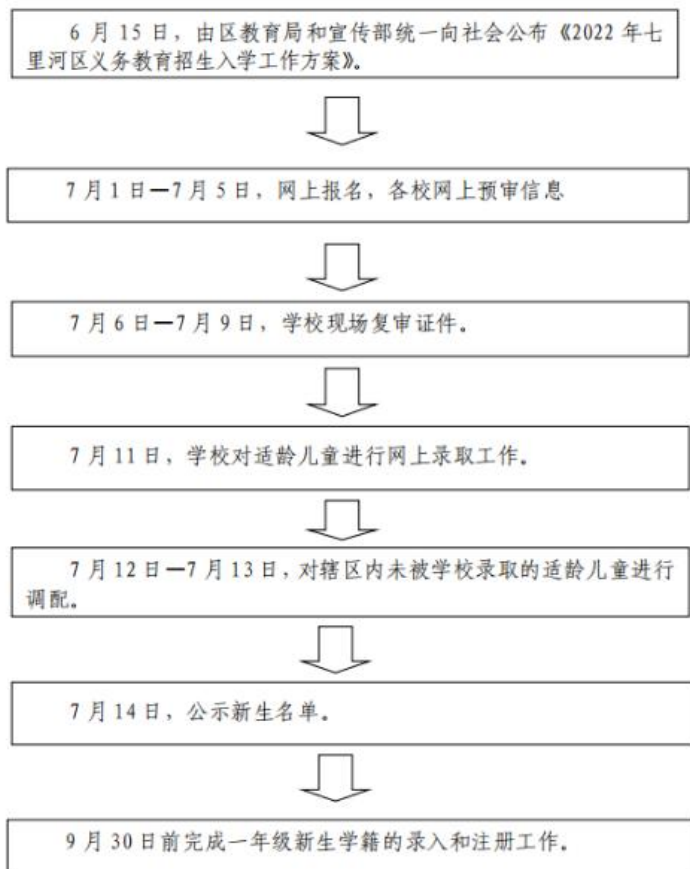 6 月 15 日，由区教育局和宣传部统一向社会公布《2022 年七
里河区义务教育招生入学工作方案》。
7 月 1 日—7 月 5 日，网上报名，各校网上预审信息
7 月 6 日—7 月 9 日，学校现场复审证件。
7 月 11 日，学校对适龄儿童进行网上录取工作。
7 月 12 日—7 月 13 日，对辖区内未被学校录取的适龄儿童进行
调配。
7 月 14 日，公示新生名单。
9 月 30 日前完成一年级新生学籍的录入和注册工作。